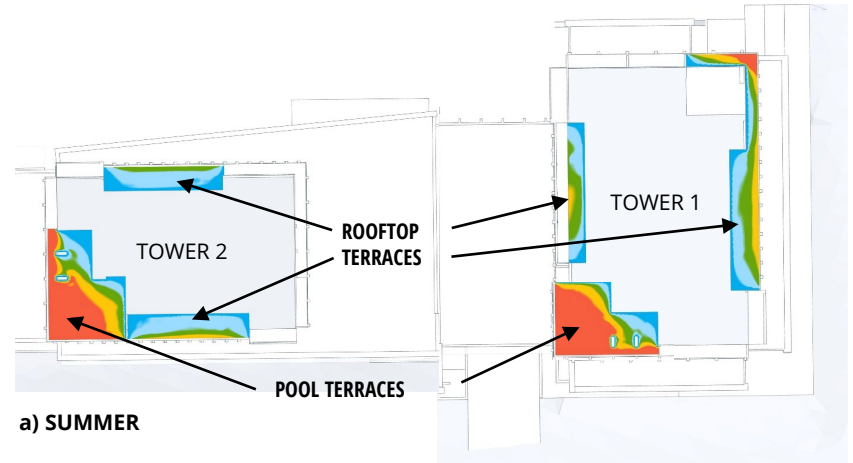 TOWER 1
ROOFTOP
TERRACES
TOWER 2
POOL TERRACES
a) SUMMER